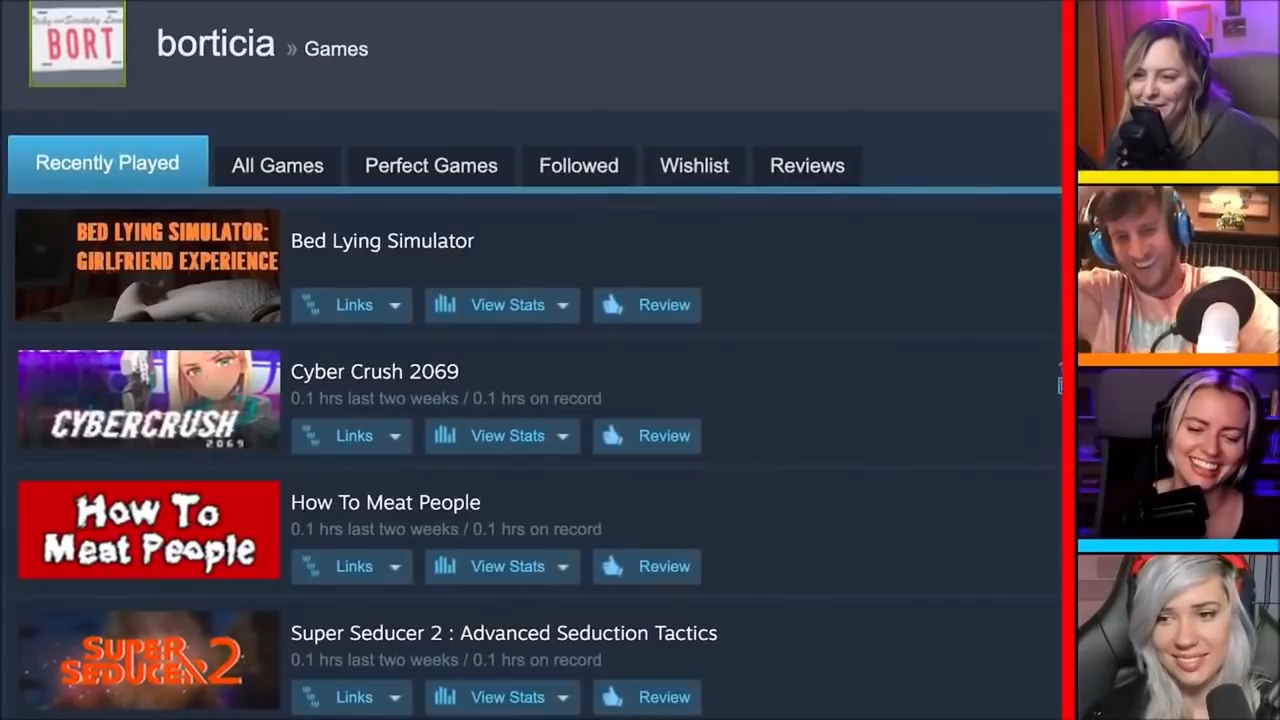 Itchy and Scratchy Land
BORT
borticia » Games
Recently Played
All Games
Perfect Games
Followed
Wishlist
Reviews
BED LYING SIMULATOR:
GIRLFRIEND EXPERIENCE
Bed Lying Simulator
Links
View Stats
Review
CYBERCRUSH
2069
Cyber Crush 2069
0.1 hrs last two weeks / 0.1 hrs on record
Links
View Stats
Review
How To
Meat People
How To Meat People
0.1 hrs last two weeks / 0.1 hrs on record
Links
View Stats
Review
SUPER
SEDUCER 2
Super Seducer 2 : Advanced Seduction Tactics
0.1 hrs last two weeks / 0.1 hrs on record
Links
View Stats
Review